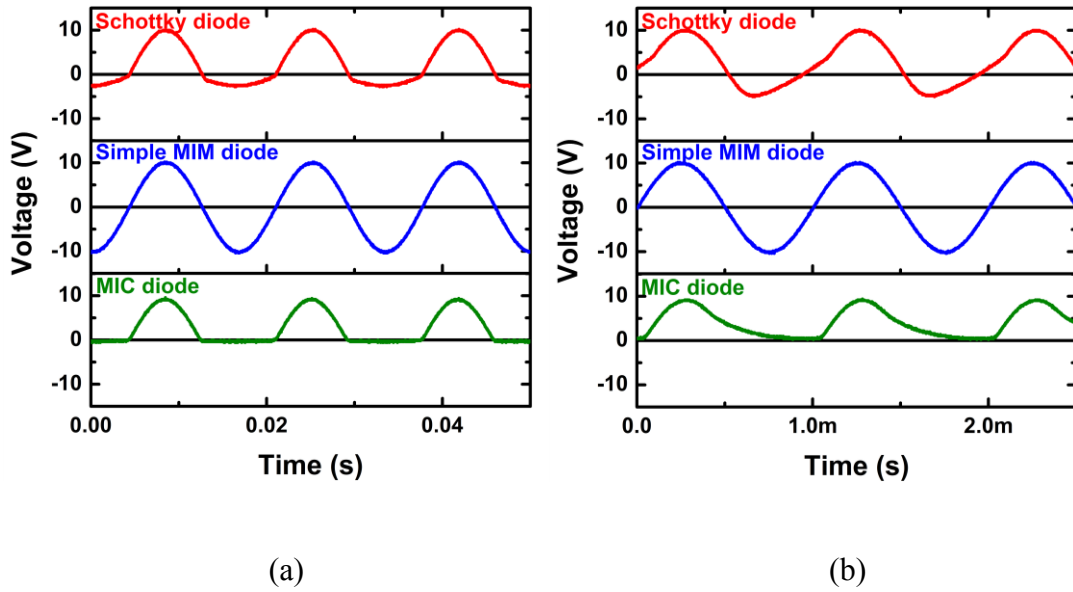 Schottky diode
10
0
-10
Simple MIM diode
10
0
-10
MIC diode
10
0
-10
Voltage (V)
0.00
0.02
0.04
Time (s)
(a)
Schottky diode
10
0
-10
Simple MIM diode
10
0
-10
MIC diode
10
0
-10
Voltage (V)
0.0
1.0m
2.0m
Time (s)
(b)